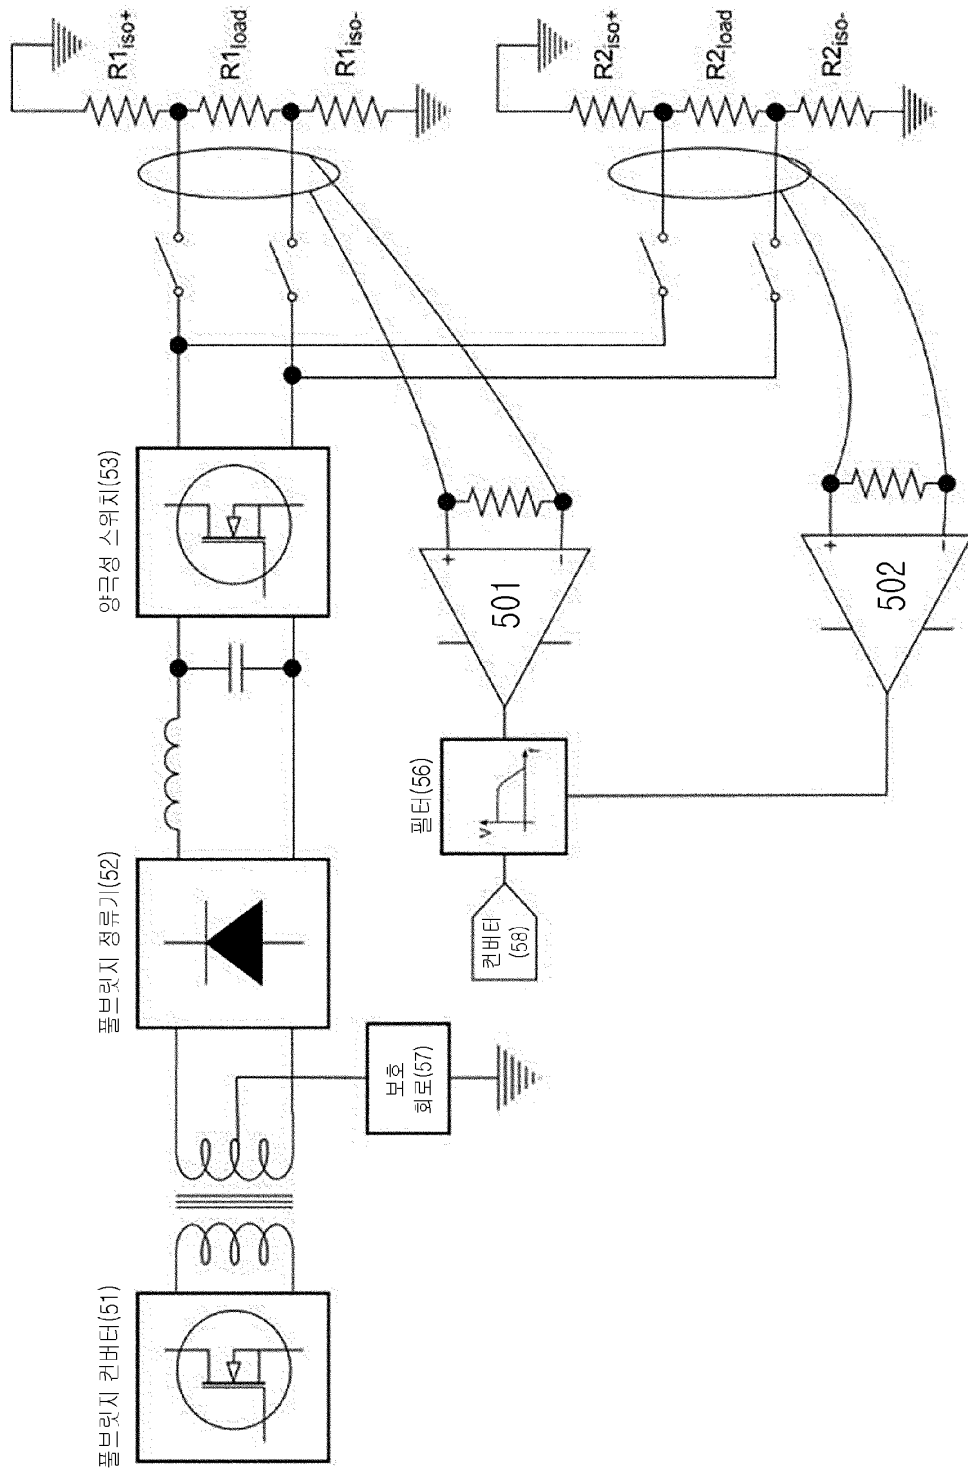 풀브릿지 컨버터(51)
풀브릿지 정류기(52)
양극성 스위치(53)
R1iso+
R1load
R1iso-
R2iso+
R2load
R2iso-
보호
회로(57)
컨버터
(58)
필터(56)
V
f
+
-
501
+
-
502